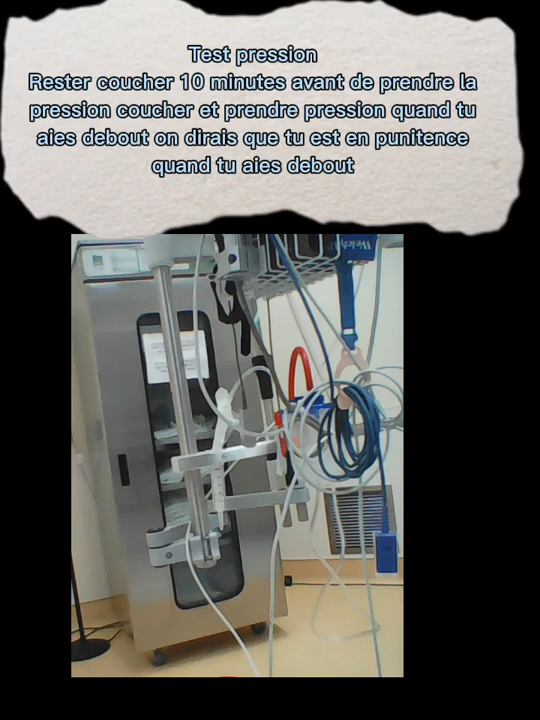 Test pression
Rester coucher 10 minutes avant de prendre la
pression coucher et prendre pression quand tu
aies debout on dirais que tu est en punitence
quand tu aies debout
Welch